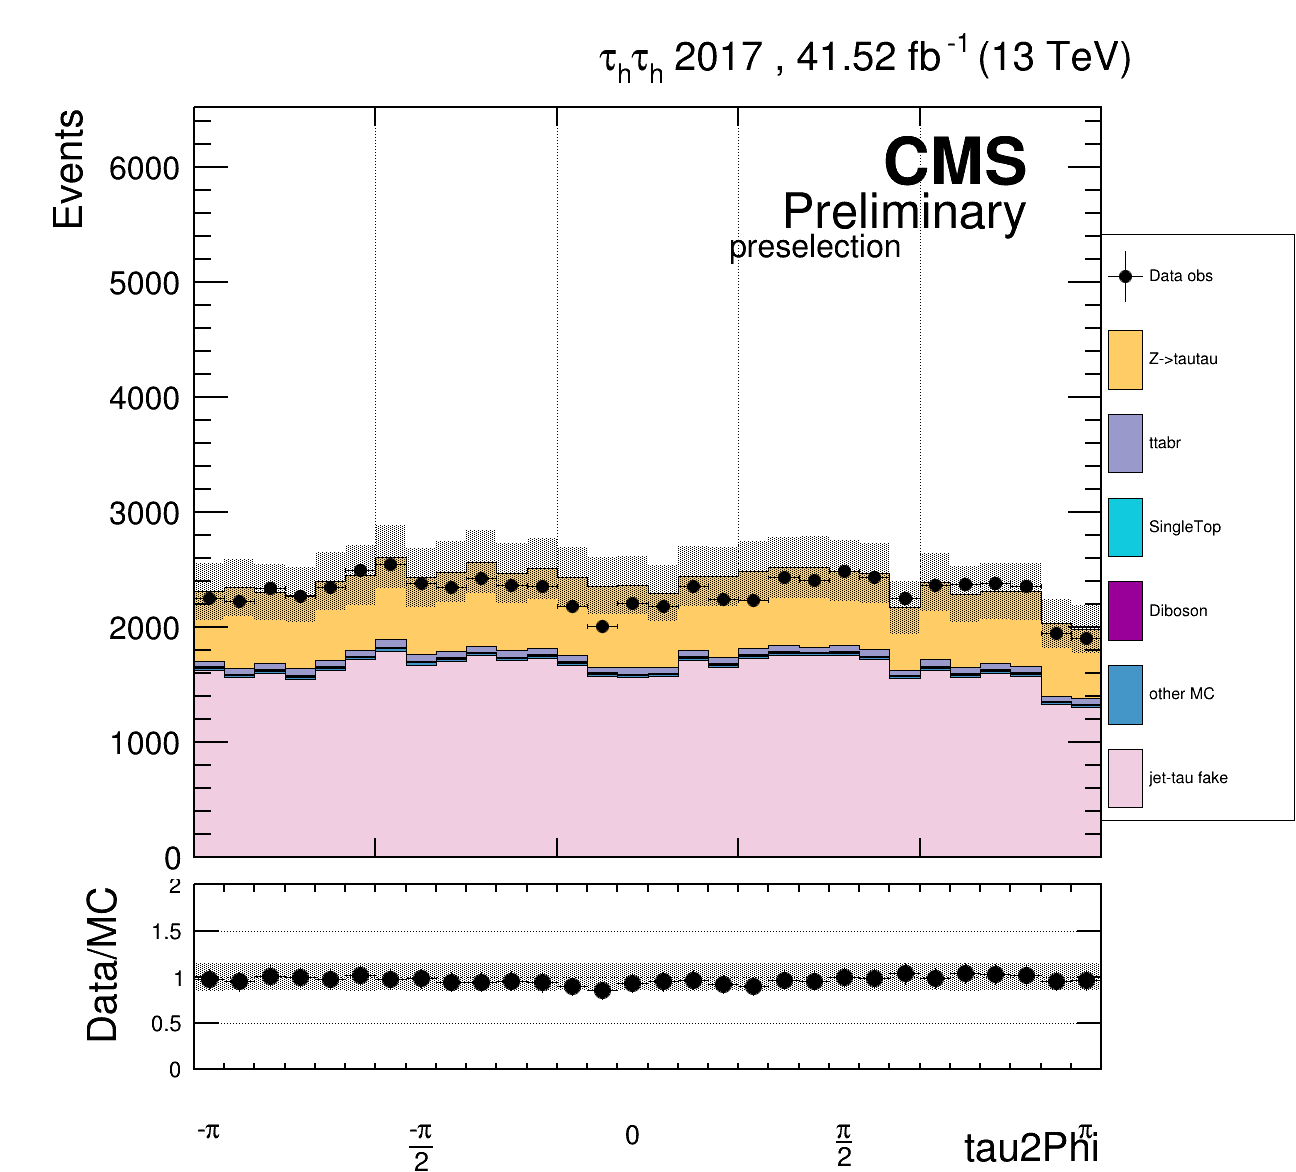 τhτh 2017 , 41.52 fb-1 (13 TeV)
Events
CMS
Preliminary
preselection
6000
5000
4000
3000
2000
1000
0
Data obs
Z->tautau
ttabr
SingleTop
Diboson
other MC
jet-tau fake
Data/MC
2
1.5
1
0.5
0
-π
-π/2
0
π/2
π
tau2Phi